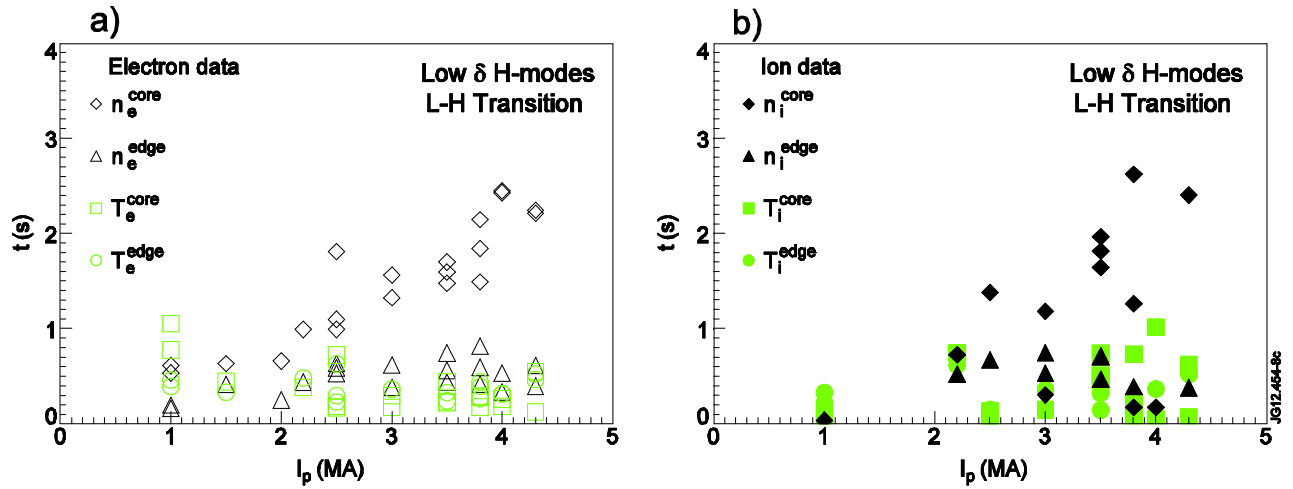 a)
4
3
2
1
0
t (s)
Electron data
n_e^core
n_e^edge
T_e^core
T_e^edge
Low δ H-modes
L-H Transition
0 1 2 3 4 5
I_p (MA)
b)
4
3
2
1
0
t (s)
Ion data
n_i^core
n_i^edge
T_i^core
T_i^edge
Low δ H-modes
L-H Transition
0 1 2 3 4 5
I_p (MA)
JG12.454-8c